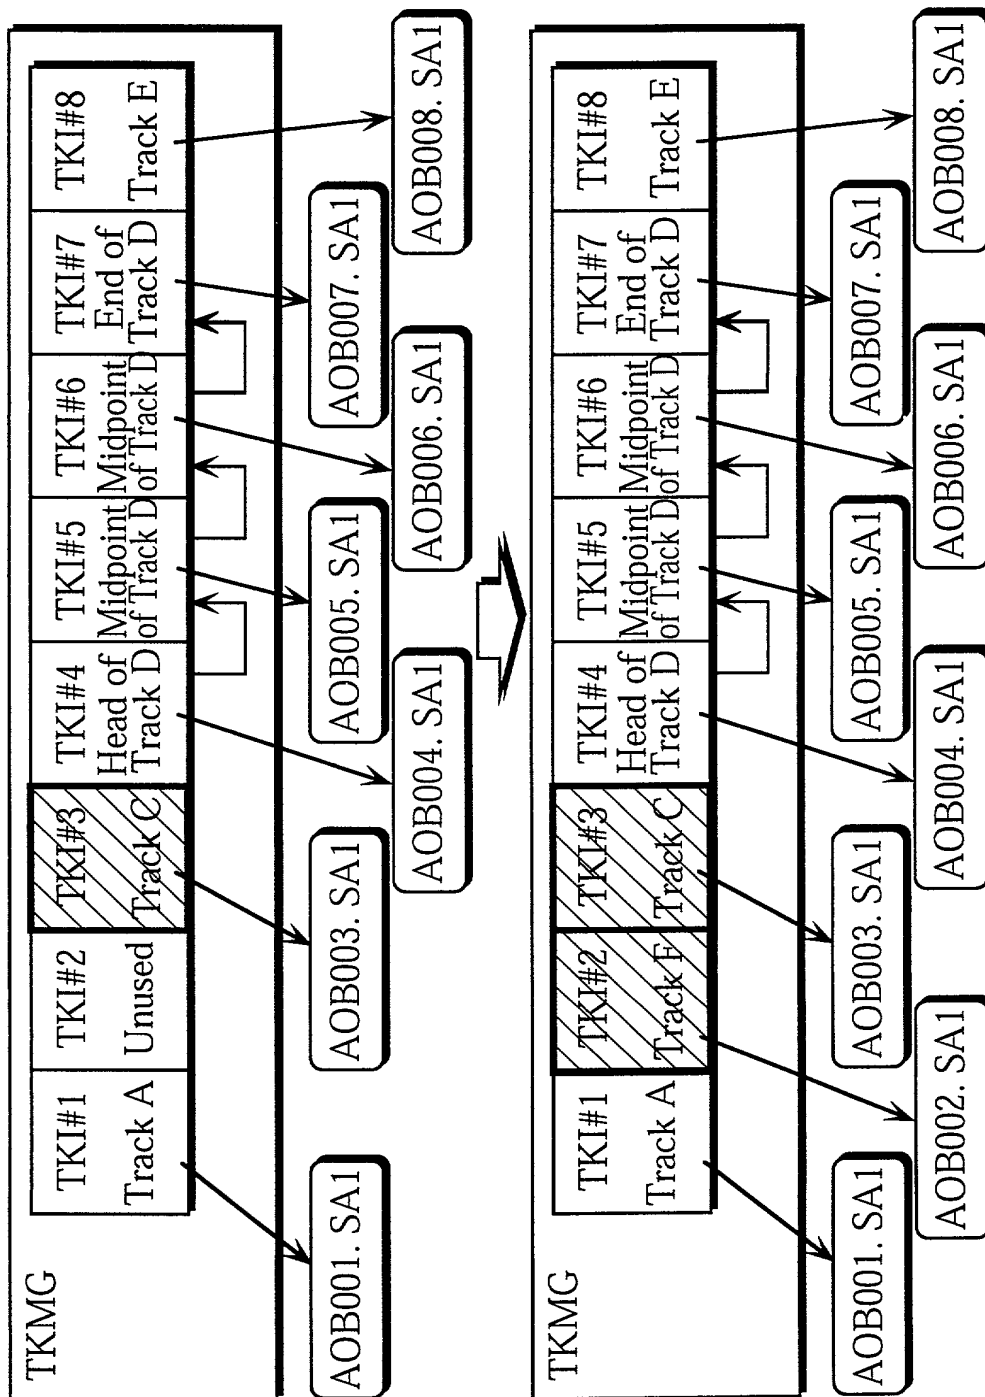 TKMG
TKI#1
Track A
TKI#2
Unused
TKI#3
Track C
TKI#4
Head of
Track D
TKI#5
Midpoint
of Track D
TKI#6
Midpoint
of Track D
TKI#7
End of
Track D
TKI#8
Track E
AOB001. SA1
AOB003. SA1
AOB004. SA1
AOB005. SA1
AOB006. SA1
AOB007. SA1
AOB008. SA1
TKMG
TKI#1
Track A
TKI#2
Track F
TKI#3
Track C
TKI#4
Head of
Track D
TKI#5
Midpoint
of Track D
TKI#6
Midpoint
of Track D
TKI#7
End of
Track D
TKI#8
Track E
AOB001. SA1
AOB002. SA1
AOB003. SA1
AOB004. SA1
AOB005. SA1
AOB006. SA1
AOB007. SA1
AOB008. SA1